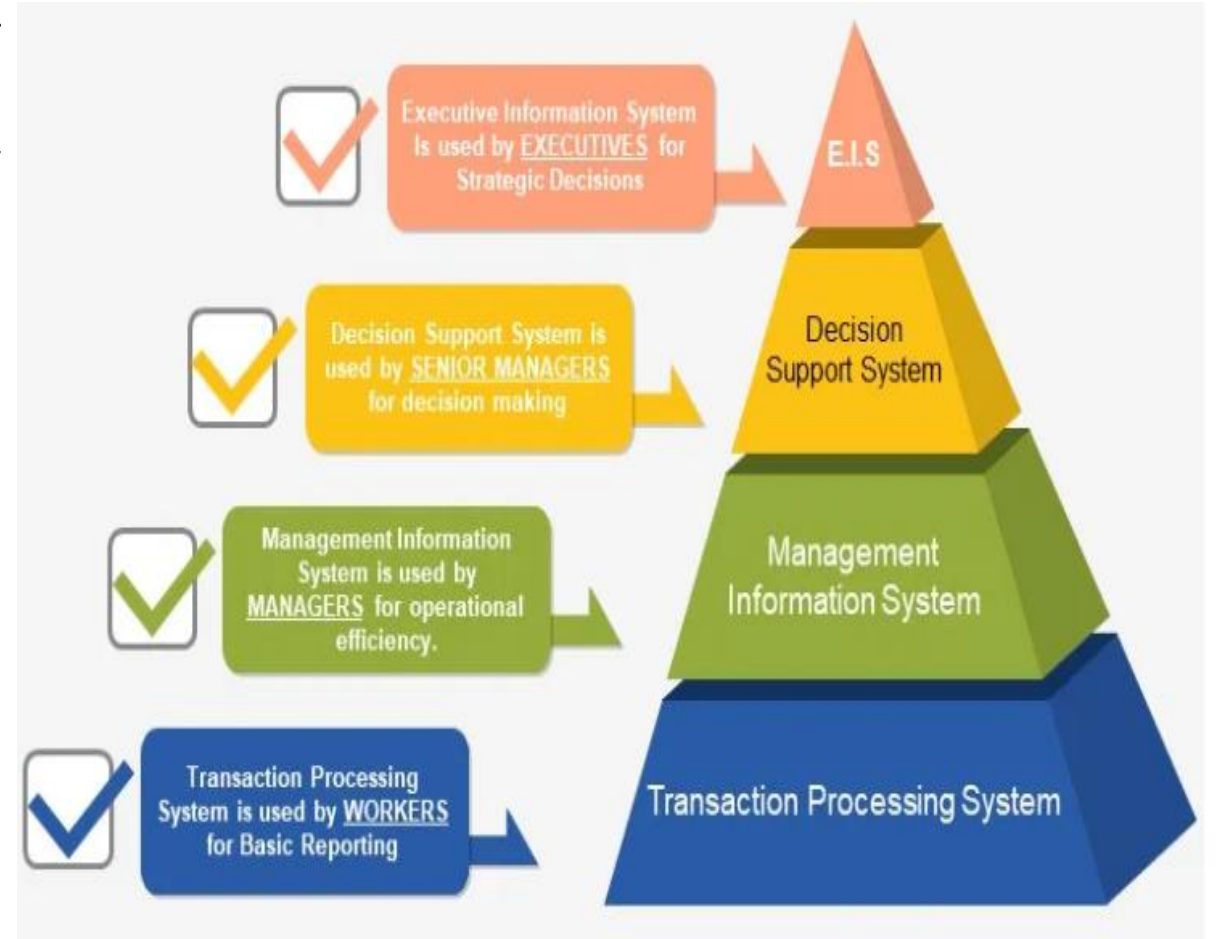 Executive Information System
Is used by EXECUTIVES for
Strategic Decisions
E.I.S
Decision Support System is
used by SENIOR MANAGERS
for decision making
Decision
Support System
Management Information
System is used by
MANAGERS for operational
efficiency.
Management
Information System
Transaction Processing
System is used by WORKERS
for Basic Reporting
Transaction Processing System